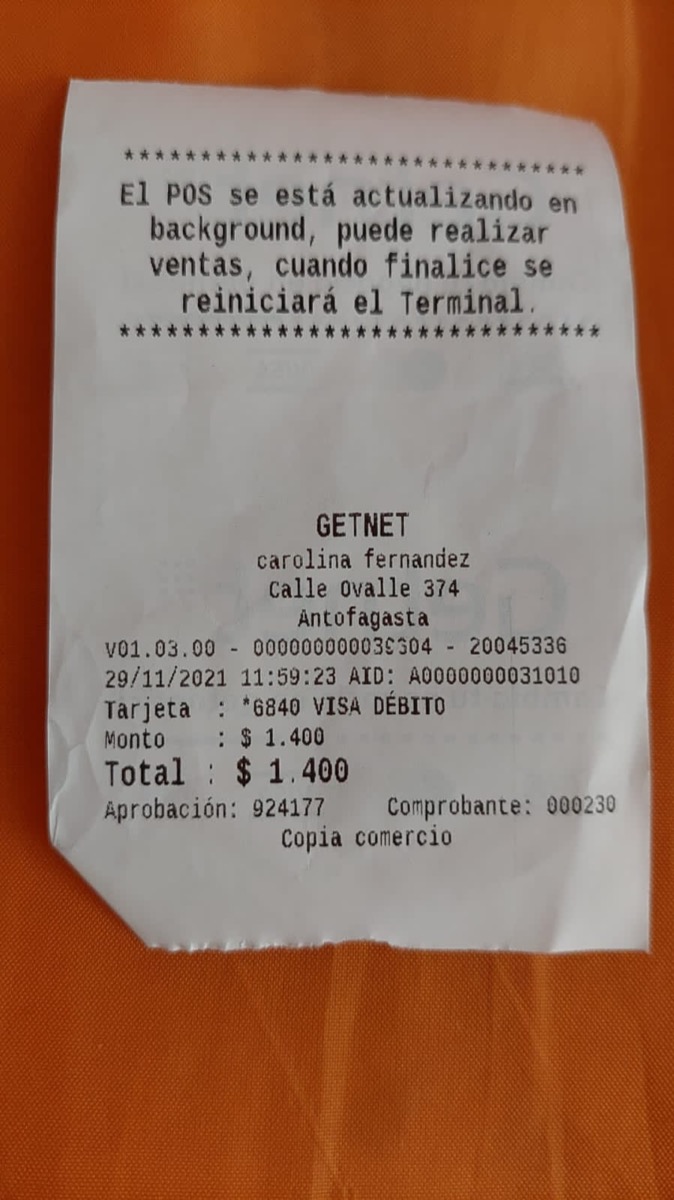 *******************************
El POS se está actualizando en
background, puede realizar
ventas, cuando finalice se
reiniciará el Terminal.
*******************************
GETNET
carolina fernandez
Calle Ovalle 374
Antofagasta
V01.03.00 - - 20045336
29/11/2021 11:59:23 AID: A0000000031010
Tarjeta : *6840 VISA DÉBITO
Monto : $ 1.400
Total : $ 1.400
Aprobación: 924177 Comprobante: 000230
Copia comercio